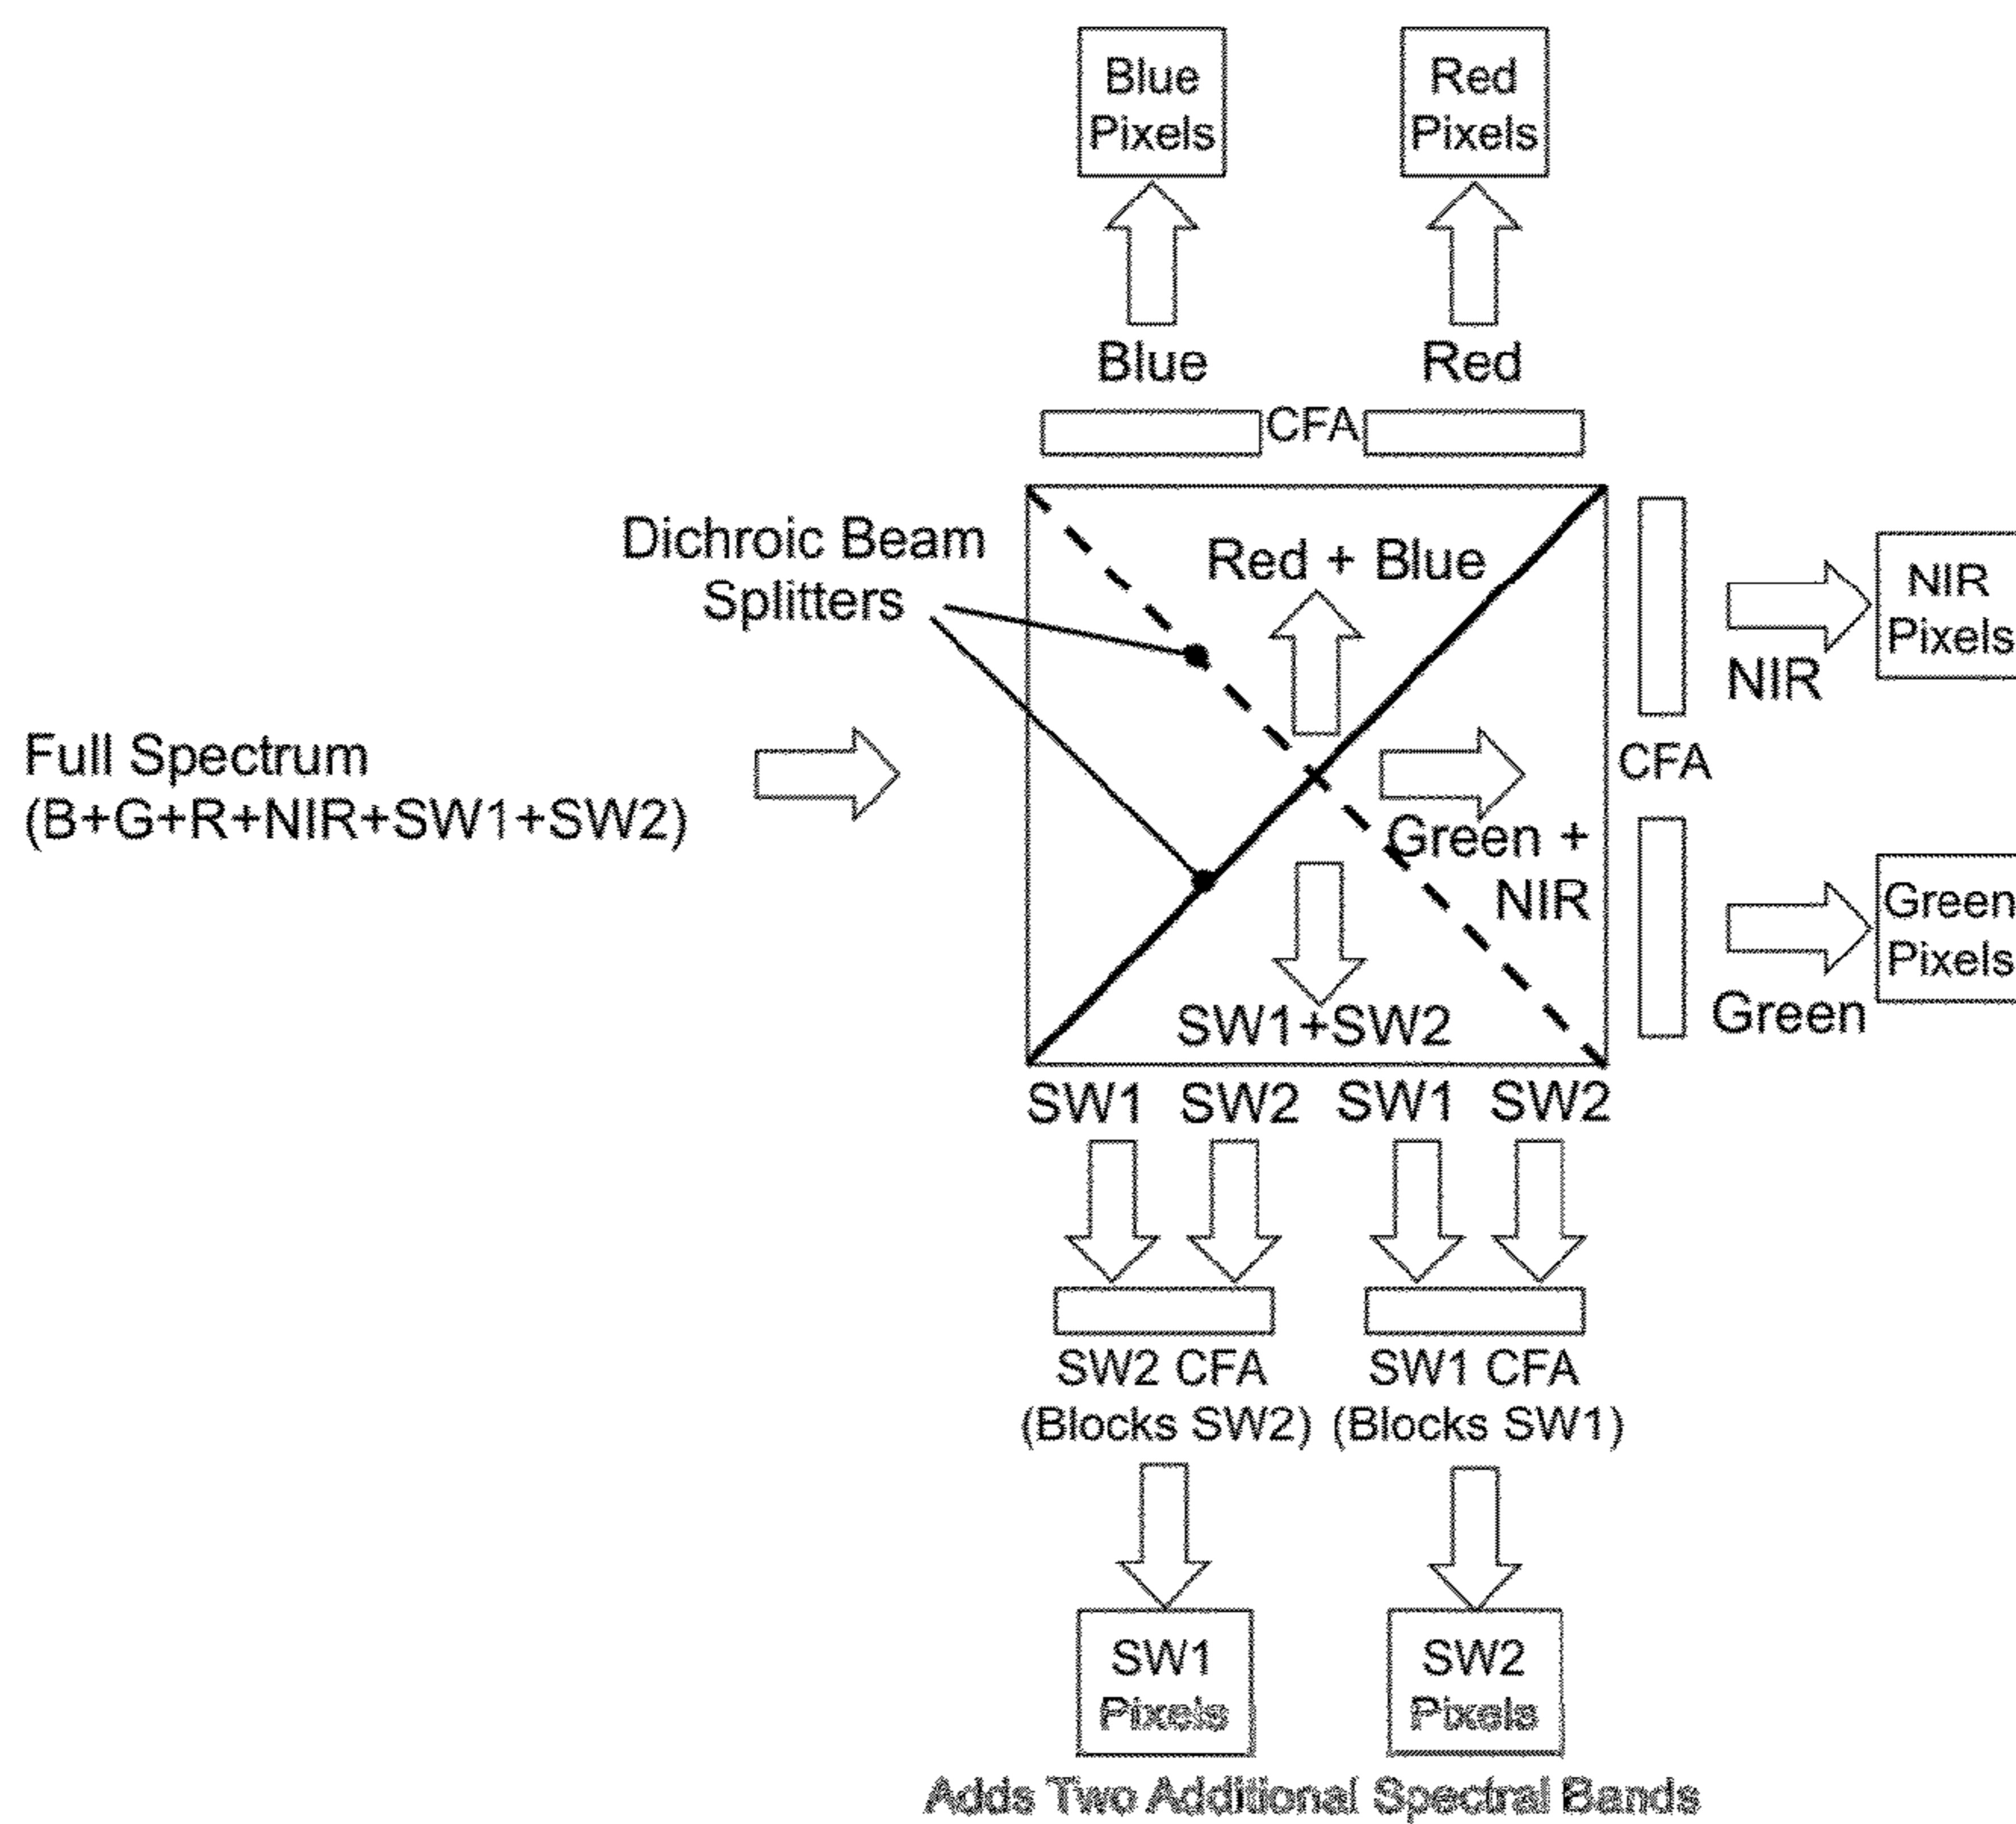 Blue
Pixels
Red
Pixels
Blue
Red
CFA
Dichroic Beam
Splitters
Red + Blue
NIR
Pixels
NIR
Full Spectrum
(B+G+R+NIR+SW1+SW2)
CFA
Green +
NIR
Green
Pixels
Green
SW1+SW2
SW1 SW2 SW1 SW2
SW2 CFA
(Blocks SW2)
SW1 CFA
(Blocks SW1)
SW1
Pixels
SW2
Pixels
Adds Two Additional Spectral Bands